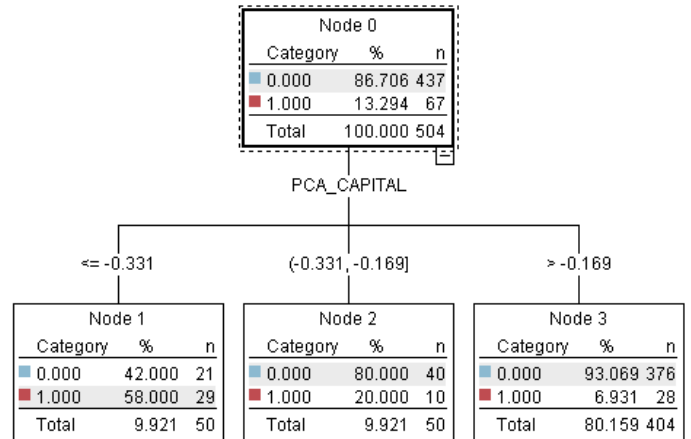 Node 0
Category % n
0.000 86.706 437
1.000 13.294 67
Total 100.000 504
PCA_CAPITAL
<= -0.331
(-0.331, -0.169]
> -0.169
Node 1
Category % n
0.000 42.000 21
1.000 58.000 29
Total 9.921 50
Node 2
Category % n
0.000 80.000 40
1.000 20.000 10
Total 9.921 50
Node 3
Category % n
0.000 93.069 376
1.000 6.931 28
Total 80.159 404